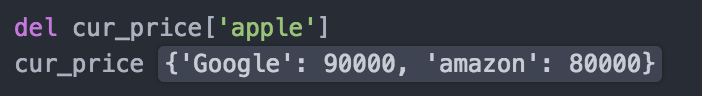 del cur_price['apple']
cur_price {'Google': 90000, 'amazon': 80000}